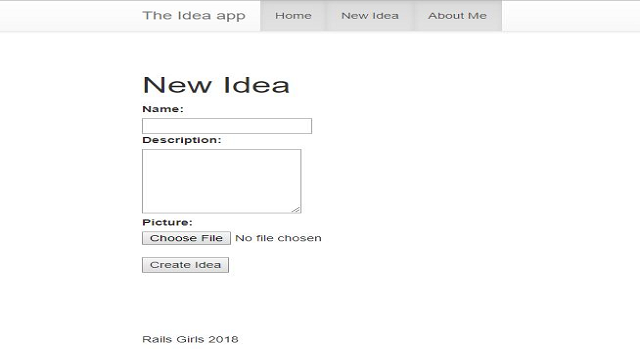 The Idea app Home New Idea About Me
New Idea
Name:
Description:
Picture:
Choose File No file chosen
Create Idea
Rails Girls 2018